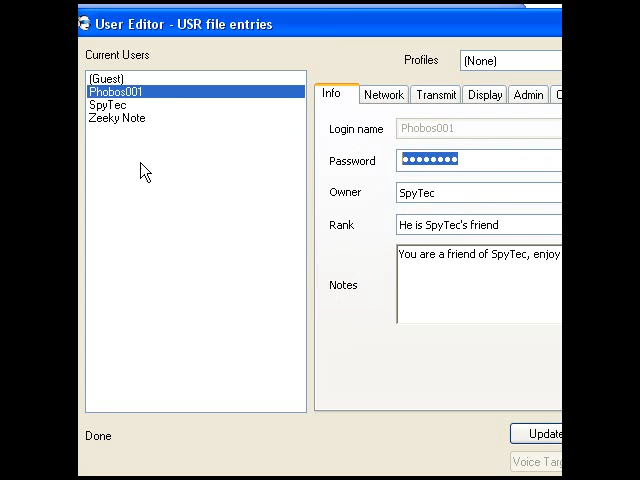 User Editor - USR file entries
Current Users
Profiles
(None)
(Guest)
Phobos001
SpyTec
Zeeky Note
Info
Network
Transmit
Display
Admin
Login name
Phobos001
Password
••••••••
Owner
SpyTec
Rank
He is SpyTec's friend
Notes
You are a friend of SpyTec, enjoy
Done
Update
Voice Targ